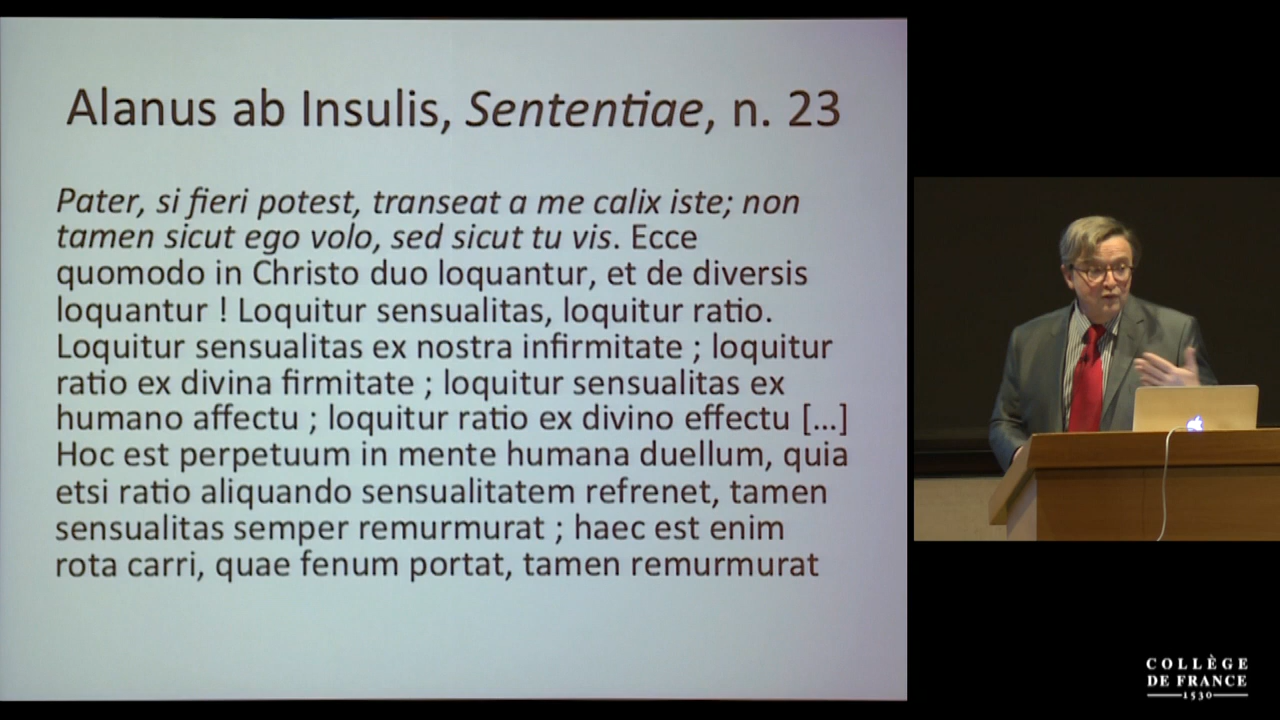 Alanus ab Insulis, Sententiae, n. 23
Pater, si fieri potest, transeat a me calix iste; non
tamen sicut ego volo, sed sicut tu vis. Ecce
quomodo in Christo duo loquantur, et de diversis
loquantur ! Loquitur sensualitas, loquitur ratio.
Loquitur sensualitas ex nostra infirmitate ; loquitur
ratio ex divina firmitate ; loquitur sensualitas ex
humano affectu ; loquitur ratio ex divino effectu [...]
Hoc est perpetuum in mente humana duellum, quia
etsi ratio aliquando sensualitatem refrenet, tamen
sensualitas semper remurmurat ; haec est enim
rota carri, quae fenum portat, tamen remurmurat
COLLÈGE
DE FRANCE
1530